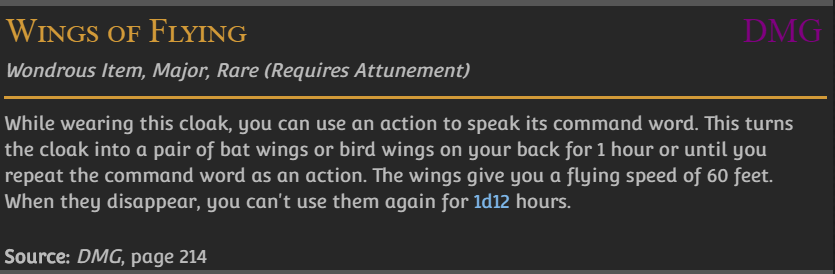 Wings of Flying DMG
Wondrous Item, Major, Rare (Requires Attunement)
While wearing this cloak, you can use an action to speak its command word. This turns
the cloak into a pair of bat wings or bird wings on your back for 1 hour or until you
repeat the command word as an action. The wings give you a flying speed of 60 feet.
When they disappear, you can't use them again for 1d12 hours.
Source: DMG, page 214